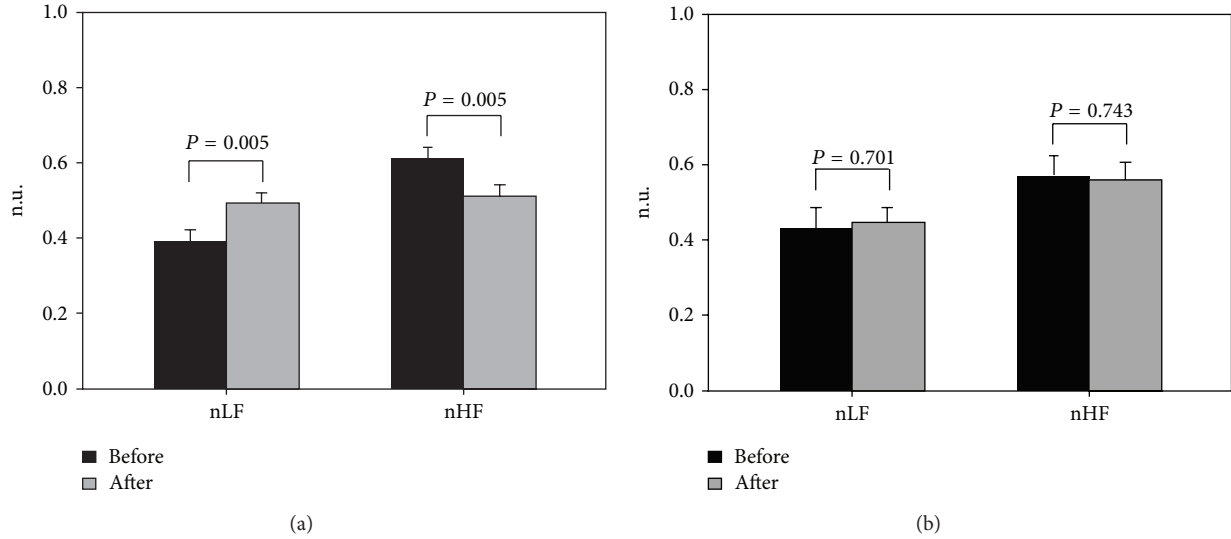 1.0
0.8
0.6
0.4
0.2
0.0
n.u.
P = 0.005
P = 0.005
nLF
nHF
Before
After
(a)
1.0
0.8
0.6
0.4
0.2
0.0
n.u.
P = 0.701
P = 0.743
nLF
nHF
Before
After
(b)